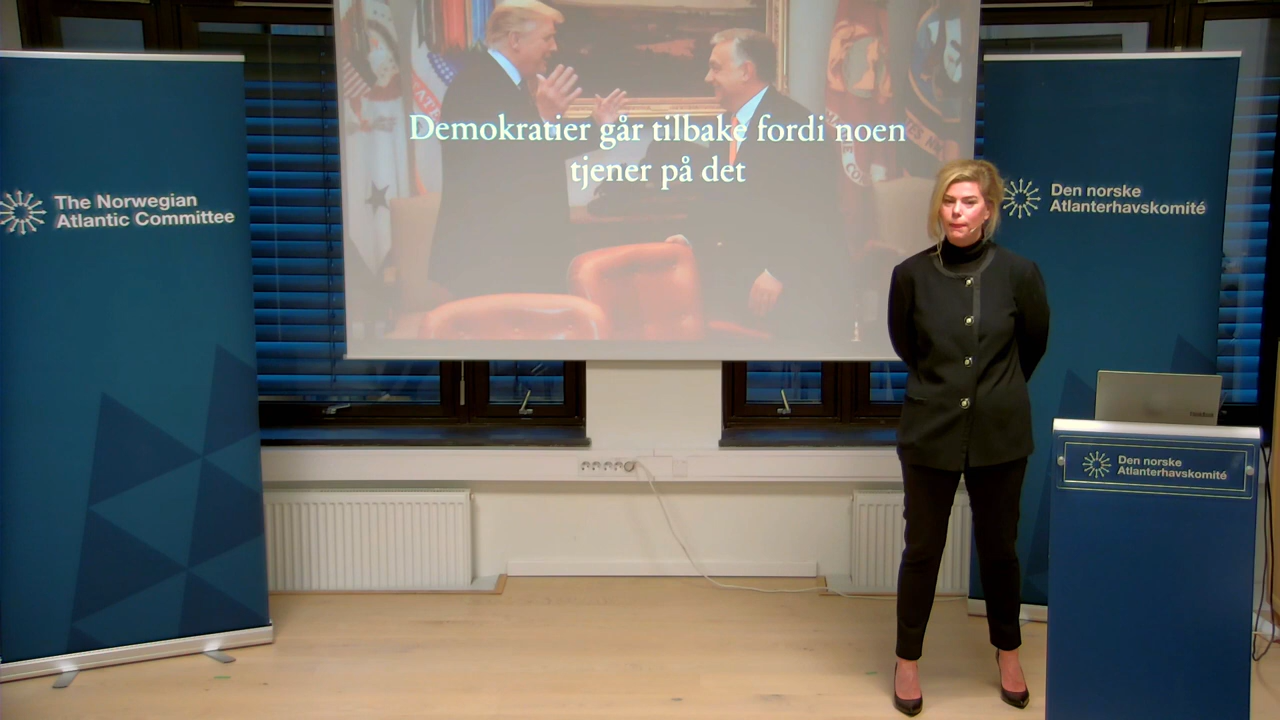 Demokratier går tilbake fordi noen
tjener på det
The Norwegian
Atlantic Committee
Den norske
Atlanterhavskomité
Den norske
Atlanterhavskomité